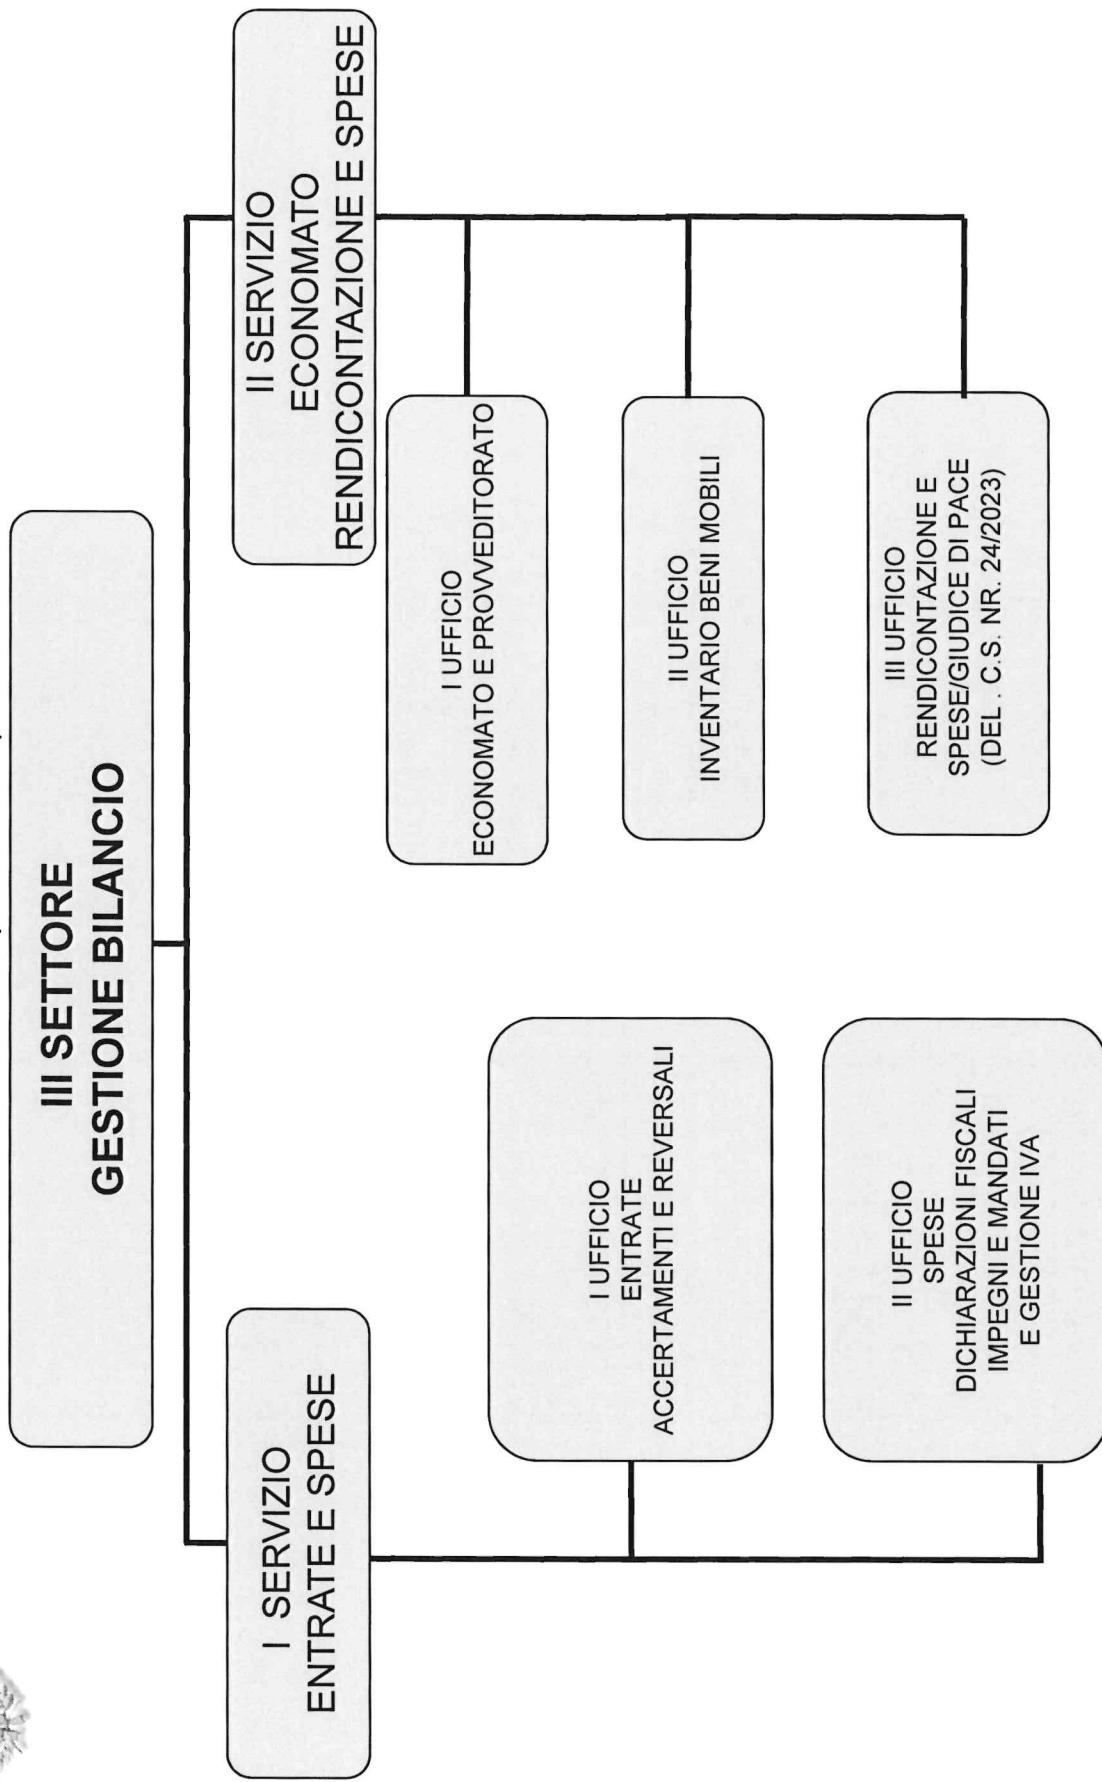 III SETTORE
GESTIONE BILANCIO
I SERVIZIO
ENTRATE E SPESE
I UFFICIO
ENTRATE
ACCERTAMENTI E REVERSALI
II UFFICIO
SPESE
DICHIARAZIONI FISCALI
IMPEGNI E MANDATI
E GESTIONE IVA
II SERVIZIO
ECONOMATO
RENDICONTAZIONE E SPESE
I UFFICIO
ECONOMATO E PROVVEDITORATO
II UFFICIO
INVENTARIO BENI MOBILI
III UFFICIO
RENDICONTAZIONE E
SPESE/GIUDICE DI PACE
(DEL . C.S. NR. 24/2023)